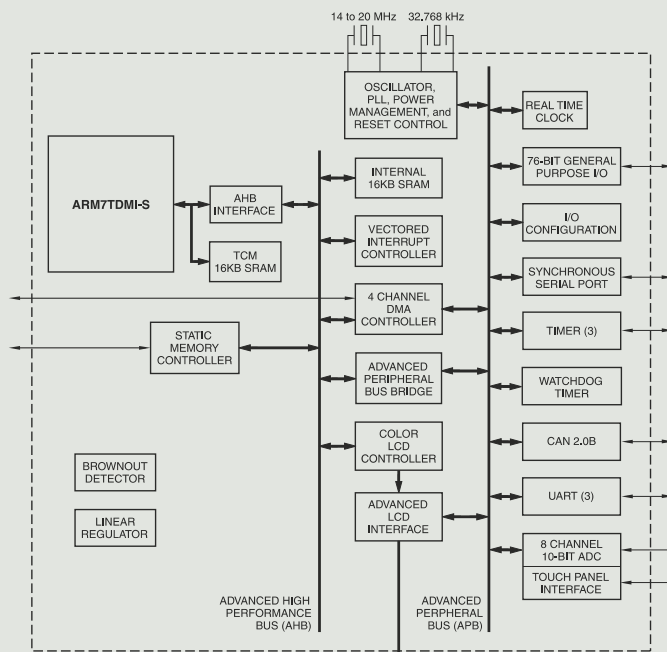 14 to 20 MHz
32.768 kHz
OSCILLATOR,
PLL, POWER
MANAGEMENT, and
RESET CONTROL
REAL TIME
CLOCK
76-BIT GENERAL
PURPOSE I/O
ARM7TDMI-S
AHB
INTERFACE
INTERNAL
16KB SRAM
I/O
CONFIGURATION
TCM
16KB SRAM
VECTORED
INTERRUPT
CONTROLLER
SYNCHRONOUS
SERIAL PORT
4 CHANNEL
DMA
CONTROLLER
STATIC
MEMORY
CONTROLLER
TIMER (3)
ADVANCED
PERIPHERAL
BUS BRIDGE
WATCHDOG
TIMER
COLOR
LCD
CONTROLLER
CAN 2.0B
BROWNOUT
DETECTOR
ADVANCED
LCD
INTERFACE
UART (3)
LINEAR
REGULATOR
8 CHANNEL
10-BIT ADC
TOUCH PANEL
INTERFACE
ADVANCED HIGH
PERFORMANCE
BUS (AHB)
ADVANCED
PERPHERAL
BUS (APB)